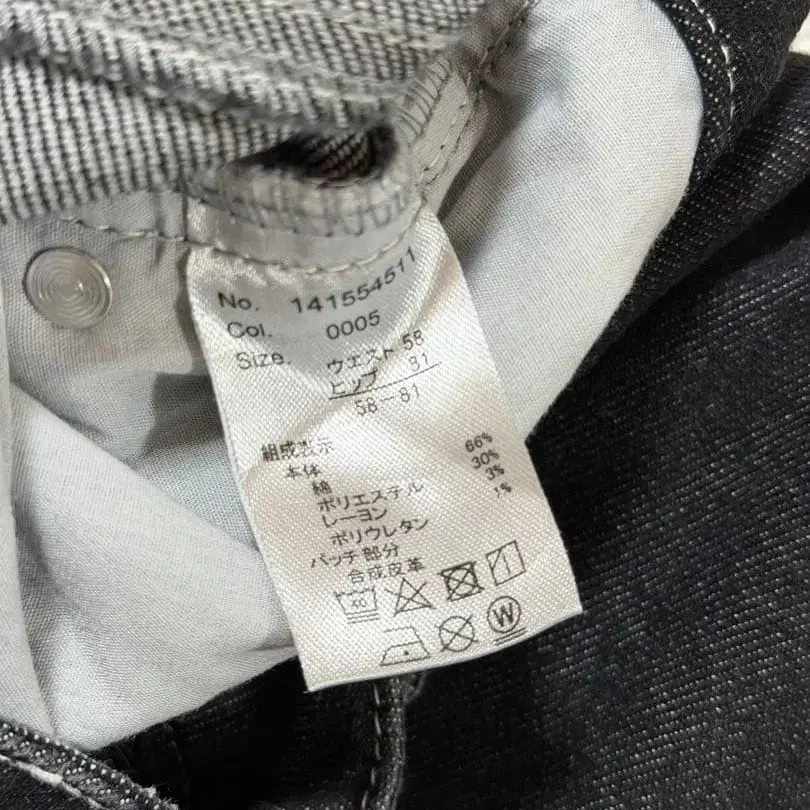 No. 141554511
Col. 0005
Size. ウエスト 58
ヒップ 81
58-81
組成表示
本体
綿 66%
ポリエステル 30%
レーヨン 3%
ポリウレタン 1%
パッチ部分
合成皮革
40
W